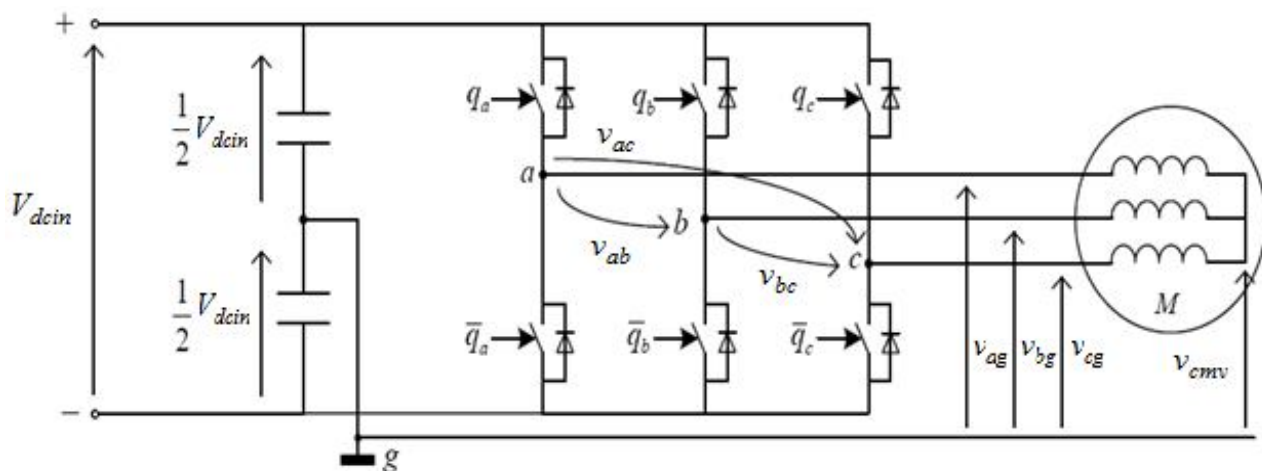 +
q_a
q_b
q_c
½ V_dcin
v_ac
a
V_dcin
b
v_ab
c
v_bc
½ V_dcin
M
q̅_a
q̅_b
q̅_c
v_ag
v_bg
v_cg
v_cmv
−
g